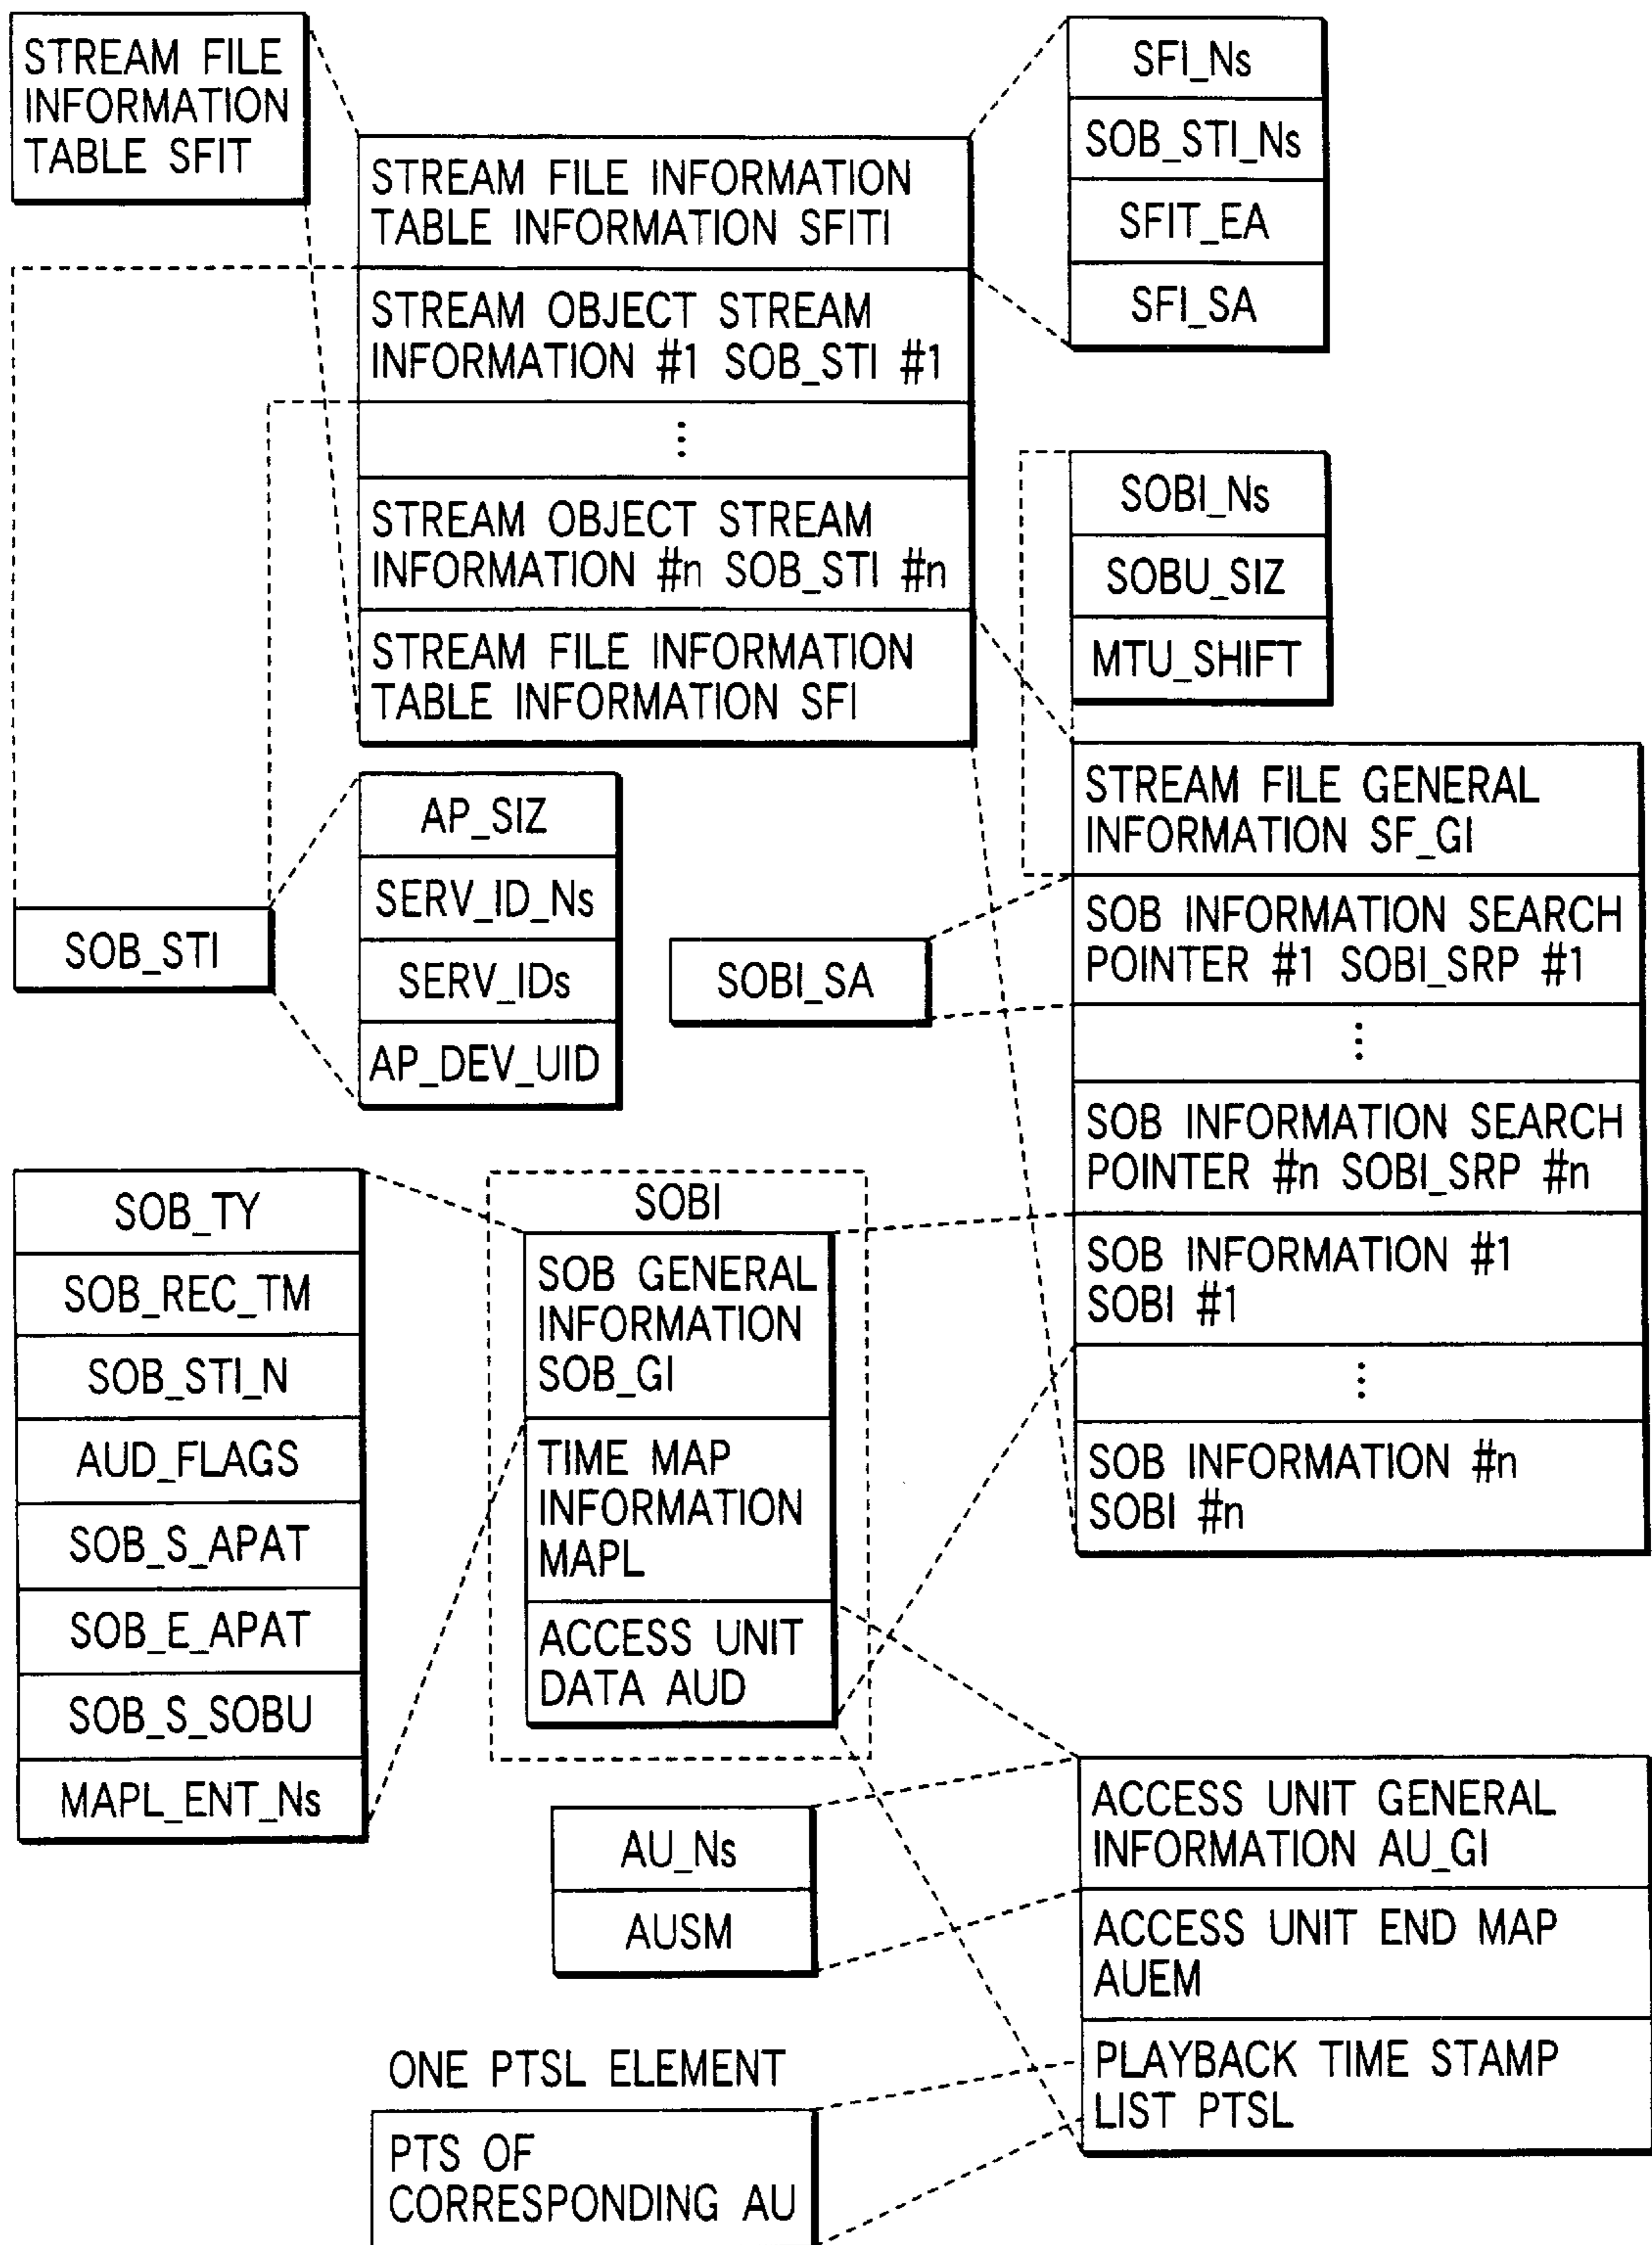 STREAM FILE
INFORMATION
TABLE SFIT
STREAM FILE INFORMATION
TABLE INFORMATION SFITI
STREAM OBJECT STREAM
INFORMATION #1 SOB_STI #1
⋮
STREAM OBJECT STREAM
INFORMATION #n SOB_STI #n
STREAM FILE INFORMATION
TABLE INFORMATION SFI
SFI_Ns
SOB_STI_Ns
SFIT_EA
SFI_SA
SOBI_Ns
SOBU_SIZ
MTU_SHIFT
STREAM FILE GENERAL
INFORMATION SF_GI
SOB INFORMATION SEARCH
POINTER #1 SOBI_SRP #1
⋮
SOB INFORMATION SEARCH
POINTER #n SOBI_SRP #n
SOB INFORMATION #1
SOBI #1
⋮
SOB INFORMATION #n
SOBI #n
SOB_STI
AP_SIZ
SERV_ID_Ns
SERV_IDs
AP_DEV_UID
SOBI_SA
SOB_TY
SOB_REC_TM
SOB_STI_N
AUD_FLAGS
SOB_S_APAT
SOB_E_APAT
SOB_S_SOBU
MAPL_ENT_Ns
SOBI
SOB GENERAL
INFORMATION
SOB_GI
TIME MAP
INFORMATION
MAPL
ACCESS UNIT
DATA AUD
AU_Ns
AUSM
ACCESS UNIT GENERAL
INFORMATION AU_GI
ACCESS UNIT END MAP
AUEM
PLAYBACK TIME STAMP
LIST PTSL
ONE PTSL ELEMENT
PTS OF
CORRESPONDING AU